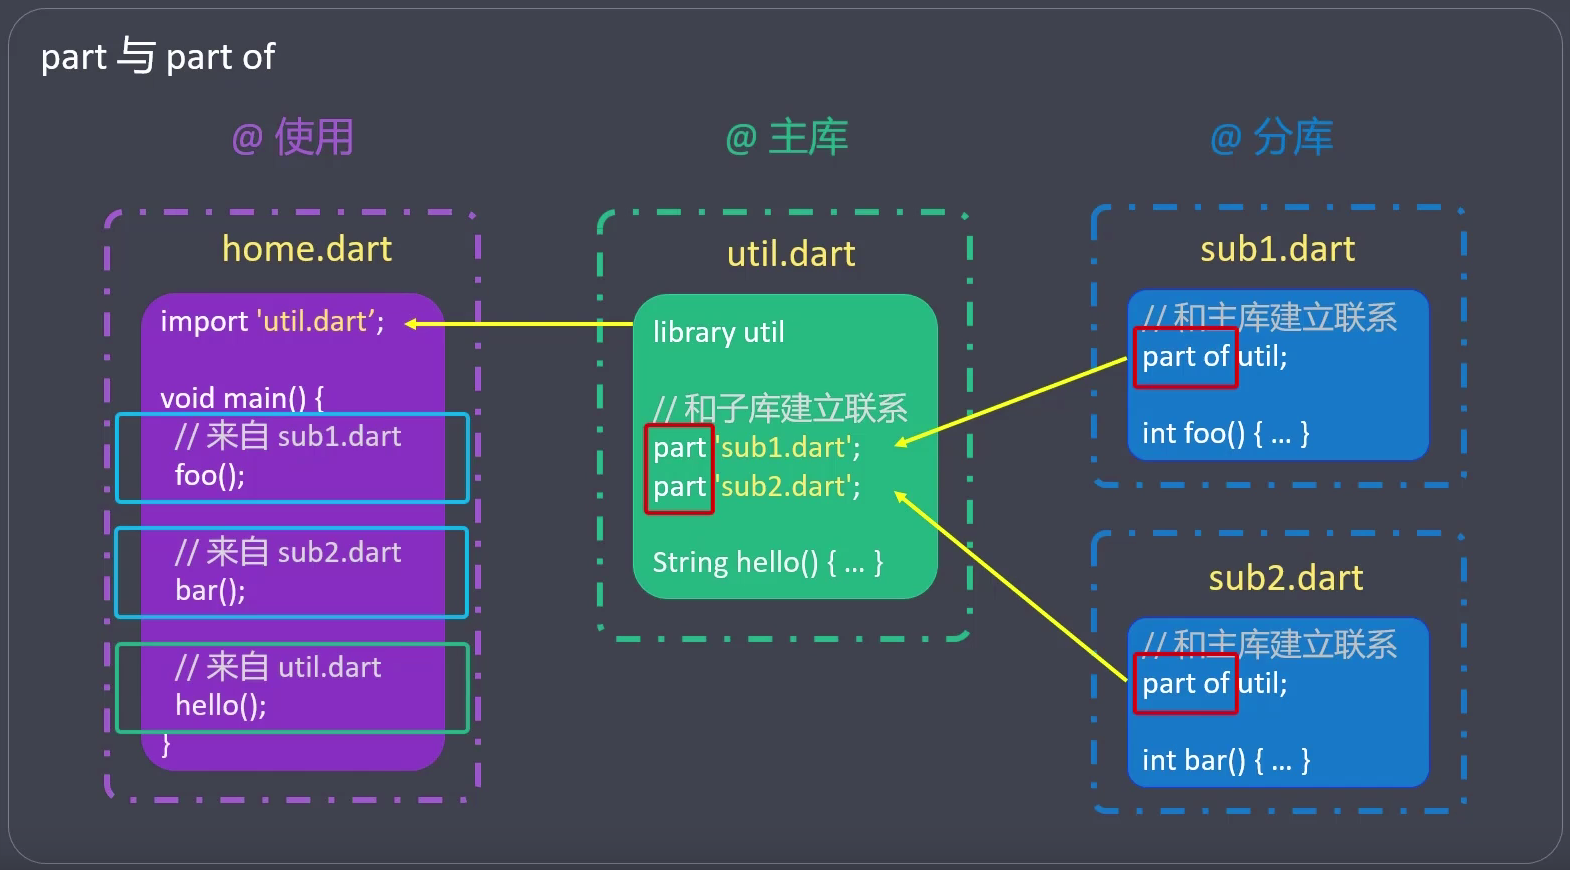 part 与 part of
@ 使用
home.dart
import 'util.dart’;
void main() {
// 来自 sub1.dart
foo();
// 来自 sub2.dart
bar();
// 来自 util.dart
hello();
}
@ 主库
util.dart
library util
// 和子库建立联系
part 'sub1.dart';
part 'sub2.dart';
String hello() { ... }
@ 分库
sub1.dart
// 和主库建立联系
part of util;
int foo() { ... }
sub2.dart
// 和主库建立联系
part of util;
int bar() { ... }